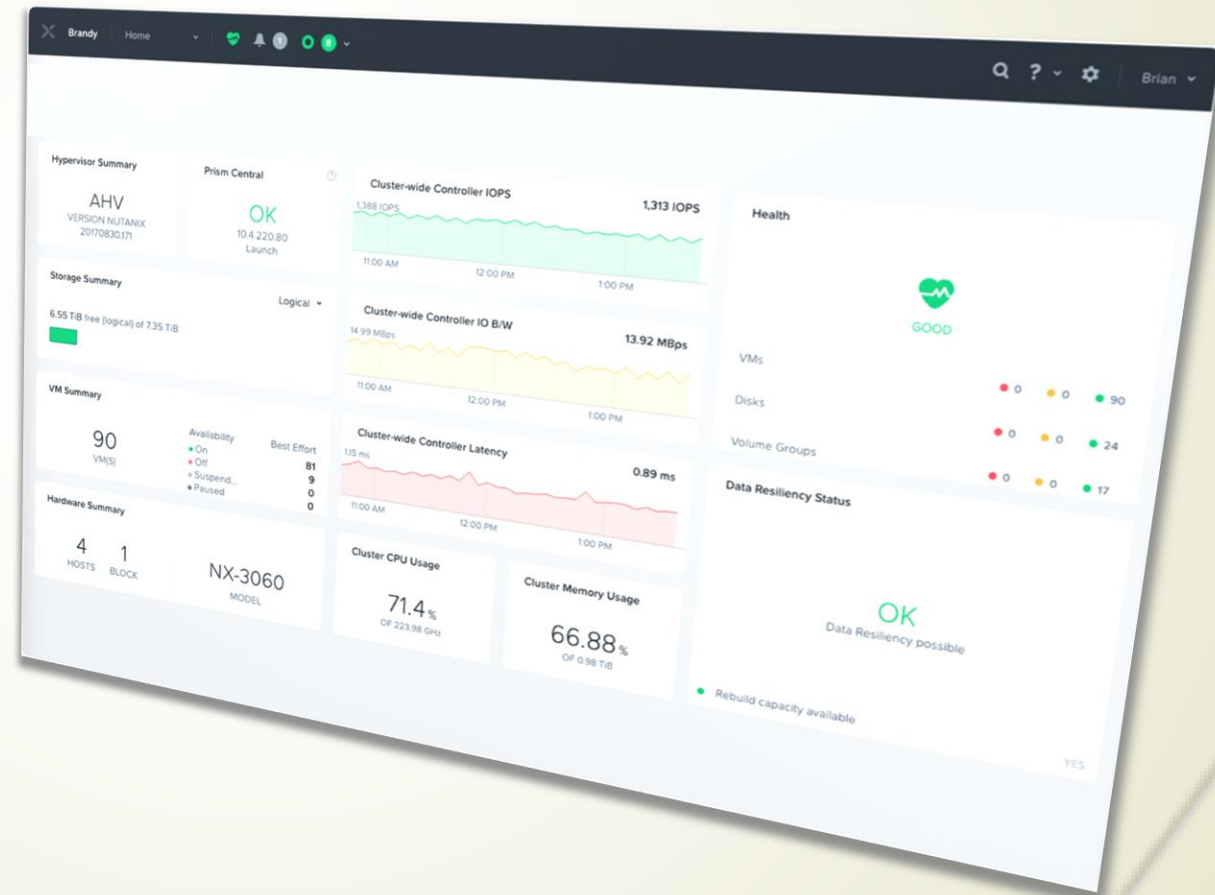 Brandy Home 1 8 ? Brian
Hypervisor Summary
AHV
VERSION NUTANIX
20170830.171
Prism Central ?
OK
10.4.220.80
Launch
Storage Summary
Logical
6.55 TiB free (logical) of 7.35 TiB
VM Summary
90
VM(S)
Availability Best Effort
On 81
Off 9
Suspend... 0
Paused 0
Hardware Summary
4 1
HOSTS BLOCK
NX-3060
MODEL
Cluster-wide Controller IOPS 1,313 IOPS
1,388 IOPS
11:00 AM 12:00 PM 1:00 PM
Cluster-wide Controller IO B/W 13.92 MBps
14.99 MBps
11:00 AM 12:00 PM 1:00 PM
Cluster-wide Controller Latency 0.89 ms
1.15 ms
11:00 AM 12:00 PM 1:00 PM
Cluster CPU Usage
71.4%
OF 223.98 GHz
Cluster Memory Usage
66.88%
OF 0.98 TiB
Health
GOOD
VMs 0 0 90
Disks 0 0 24
Volume Groups 0 0 17
Data Resiliency Status
OK
Data Resiliency possible
Rebuild capacity available YES